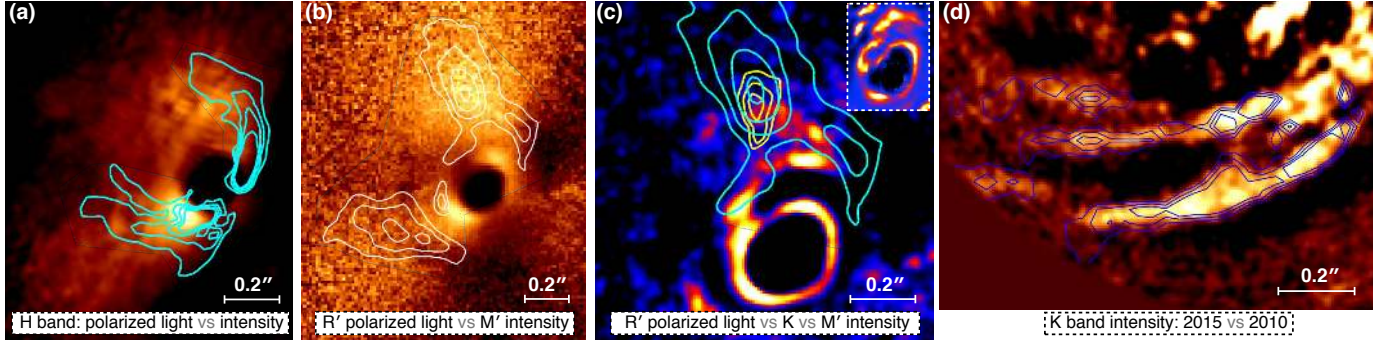 (a)
0.2″
H band: polarized light vs intensity
(b)
0.2″
R′ polarized light vs M′ intensity
(c)
0.2″
R′ polarized light vs K vs M′ intensity
(d)
0.2″
K band intensity: 2015 vs 2010